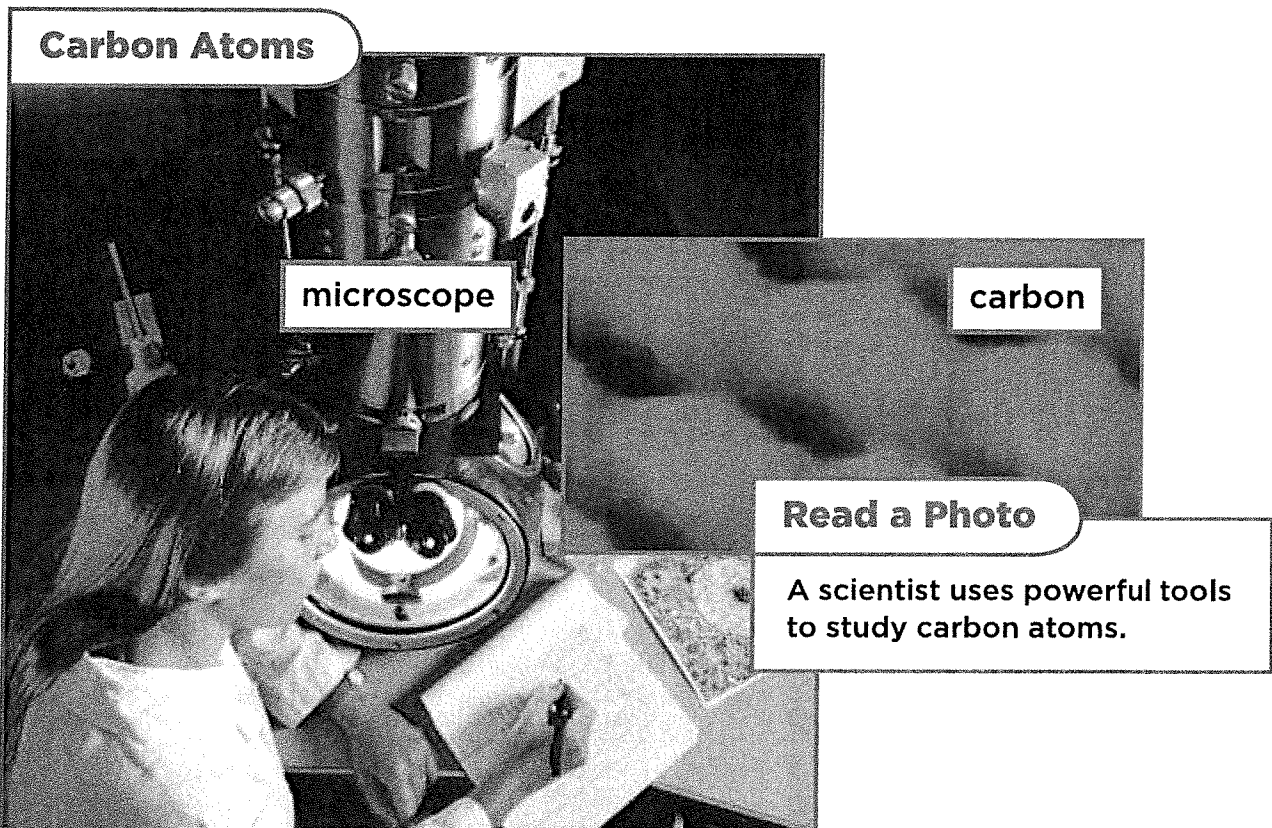 Carbon Atoms
microscope
carbon
Read a Photo
A scientist uses powerful tools
to study carbon atoms.